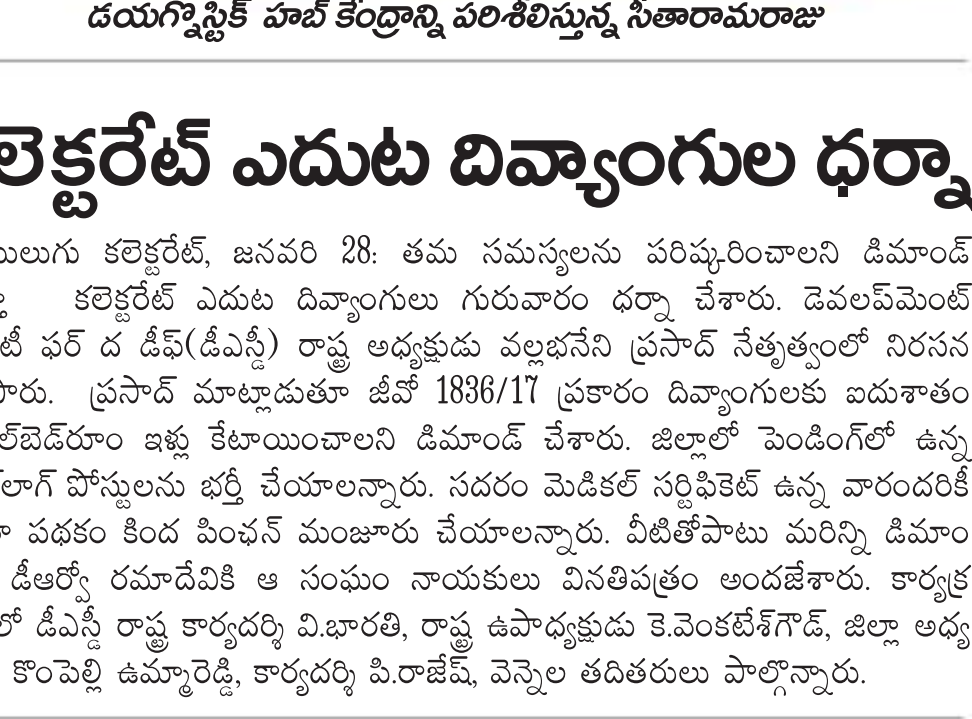 డయగ్నొస్టిక్ హబ్ కేంద్రాన్ని పరిశీలిస్తున్న సీతారామరాజు
లెక్టరేట్ ఎదుట దివ్యాంగుల ధర్నా
ములుగు కలెక్టరేట్, జనవరి 28: తమ సమస్యలను పరిష్కరించాలని డిమాండ్
కలెక్టరేట్ ఎదుట దివ్యాంగులు గురువారం ధర్నా చేశారు. డెవలప్‌మెంట్
టీ ఫర్ ద డీఫ్(డీఎస్డీ) రాష్ట్ర అధ్యక్షుడు వల్లభనేని ప్రసాద్ నేతృత్వంలో నిరసన
ప్రసాద్ మాట్లాడుతూ జీవో 1836/17 ప్రకారం దివ్యాంగులకు ఐదుశాతం
ల్‌బెడ్‌రూం ఇళ్లు కేటాయించాలని డిమాండ్ చేశారు. జిల్లాలో పెండింగ్‌లో ఉన్న
లాగ్ పోస్టులను భర్తీ చేయాలన్నారు. సదరం మెడికల్ సర్టిఫికెట్ ఉన్న వారందరికీ
పథకం కింద పింఛన్ మంజూరు చేయాలన్నారు. వీటితోపాటు మరిన్ని డిమాం
డీఆర్వో రమాదేవికి ఆ సంఘం నాయకులు వినతిపత్రం అందజేశారు. కార్యక్ర
లో డీఎస్డీ రాష్ట్ర కార్యదర్శి వి.భారతి, రాష్ట్ర ఉపాధ్యక్షుడు కె.వెంకటేశ్‌గౌడ్, జిల్లా అధ్య
కొంపెల్లి ఉమ్మారెడ్డి, కార్యదర్శి పి.రాజేష్, వెన్నెల తదితరులు పాల్గొన్నారు.